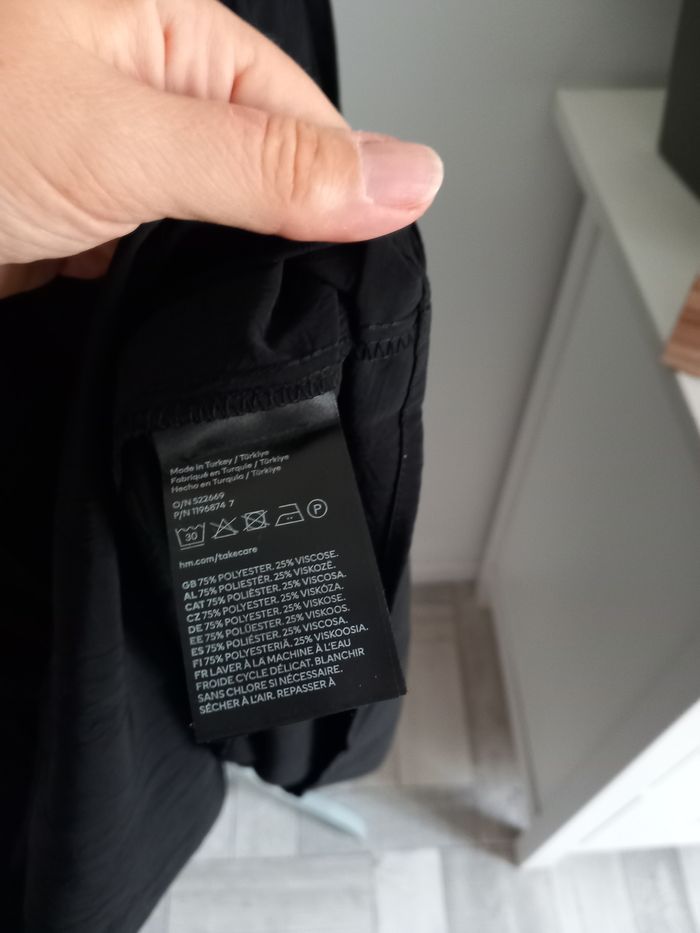 Made in Turkey / Türkiye
Fabriqué en Turquie / Türkiye
Hecho en Turquía / Türkiye
O/N 522669
P/N 1196874 7
30 P
hm.com/takecare
GB 75% POLYESTER. 25% VISCOSE.
AL 75% POLIESTËR. 25% VISKOZË.
CAT 75% POLIÈSTER. 25% VISCOSA.
CZ 75% POLYESTER. 25% VISKÓZA.
DE 75% POLYESTER. 25% VISKOSE.
EE 75% POLÜESTER. 25% VISKOOS.
ES 75% POLIÉSTER. 25% VISCOSA.
FI 75% POLYESTERIÄ. 25% VISKOOSIA.
FR LAVER À LA MACHINE À L'EAU
FROIDE CYCLE DÉLICAT. BLANCHIR
SANS CHLORE SI NÉCESSAIRE.
SÉCHER À L'AIR. REPASSER À